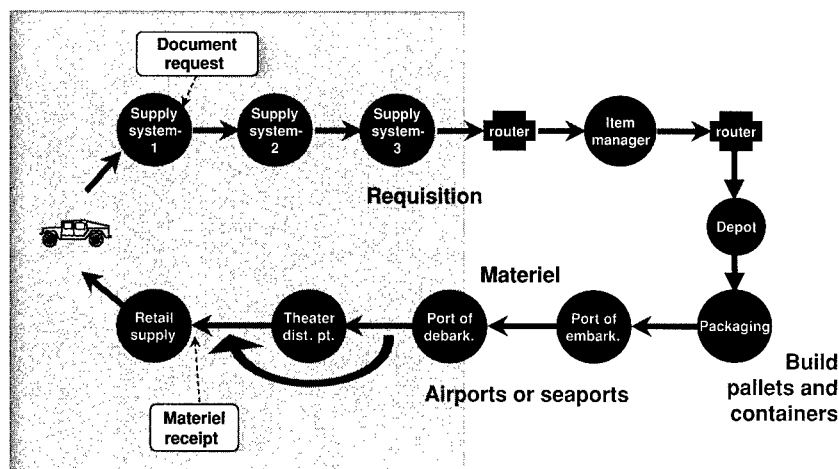 Document
request
Supply
system-
1
Supply
system-
2
Supply
system-
3
router
Item
manager
router
Requisition
Depot
Materiel
Retail
supply
Theater
dist. pt.
Port of
debark.
Port of
embark.
Packaging
Airports or seaports
Build
pallets and
containers
Materiel
receipt